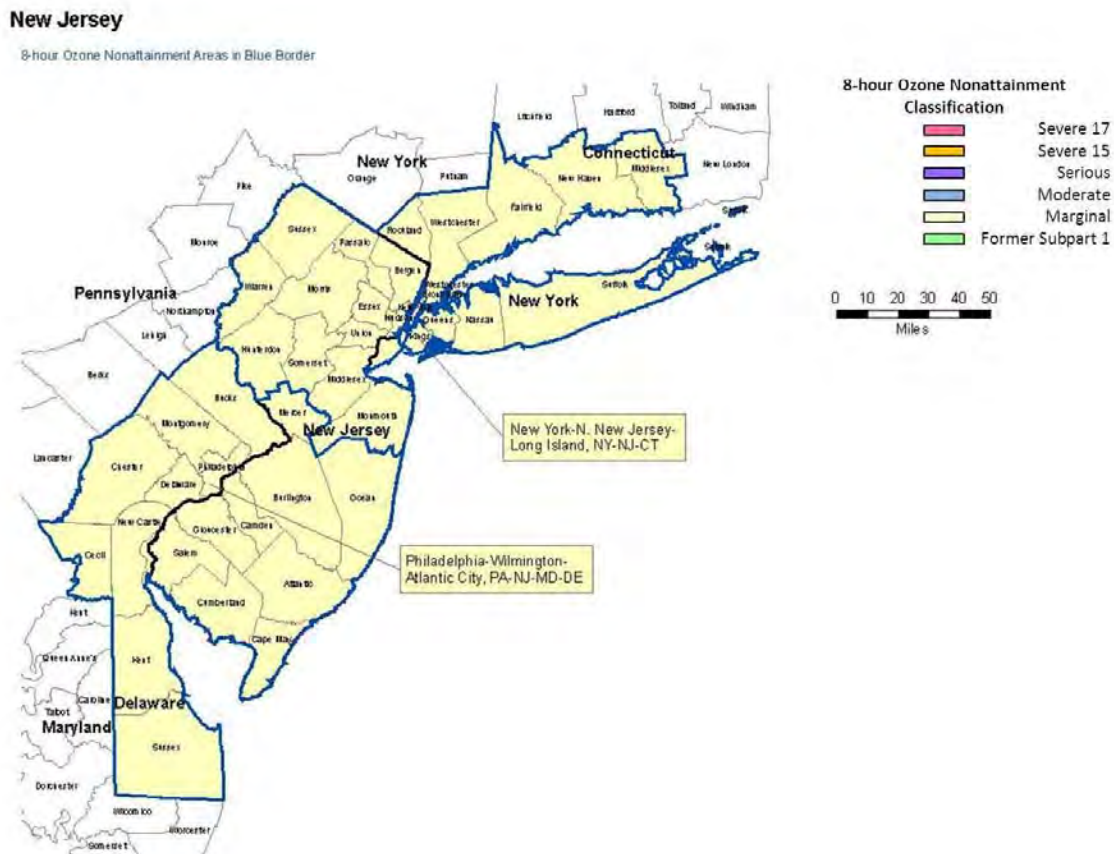 New Jersey
8-hour Ozone Nonattainment Areas in Blue Border
8-hour Ozone Nonattainment
Classification
Severe 17
Severe 15
Serious
Moderate
Marginal
Former Subpart 1
0 10 20 30 40 50
Miles
Litchfield
Hartford
Tolland
Windham
New York
Connecticut
Orange
Putnam
New Haven
Middlesex
New London
Pike
Fairfield
Westchester
Rockland
Sussex
Passaic
Monroe
Bergen
Suffolk
Warren
Morris
Essex
Pennsylvania
New York
Northampton
Queens
Nassau
Union
Lehigh
Hunterdon
Somerset
Middlesex
Berks
Bucks
Mercer
Monmouth
Montgomery
New Jersey
New York-N. New Jersey-
Long Island, NY-NJ-CT
Lancaster
Chester
Philadelphia
Delaware
Burlington
Ocean
New Castle
Camden
Gloucester
Cecil
Salem
Philadelphia-Wilmington-
Atlantic City, PA-NJ-MD-DE
Atlantic
Cumberland
Kent
Cape May
Queen Anne's
Kent
Caroline
Delaware
Talbot
Maryland
Sussex
Dorchester
Wicomico
Worcester
Somerset